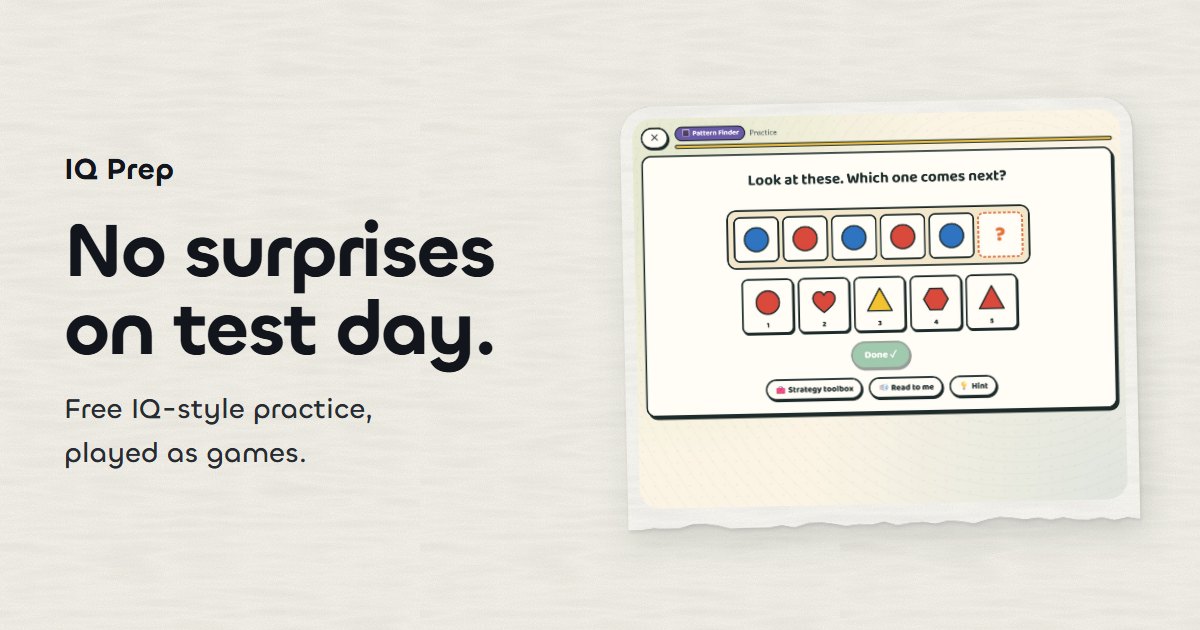 IQ Prep
No surprises
on test day.
Free IQ-style practice,
played as games.
Pattern Finder Practice
Look at these. Which one comes next?
?
1 2 3 4 5
Done ✓
Strategy toolbox Read to me Hint